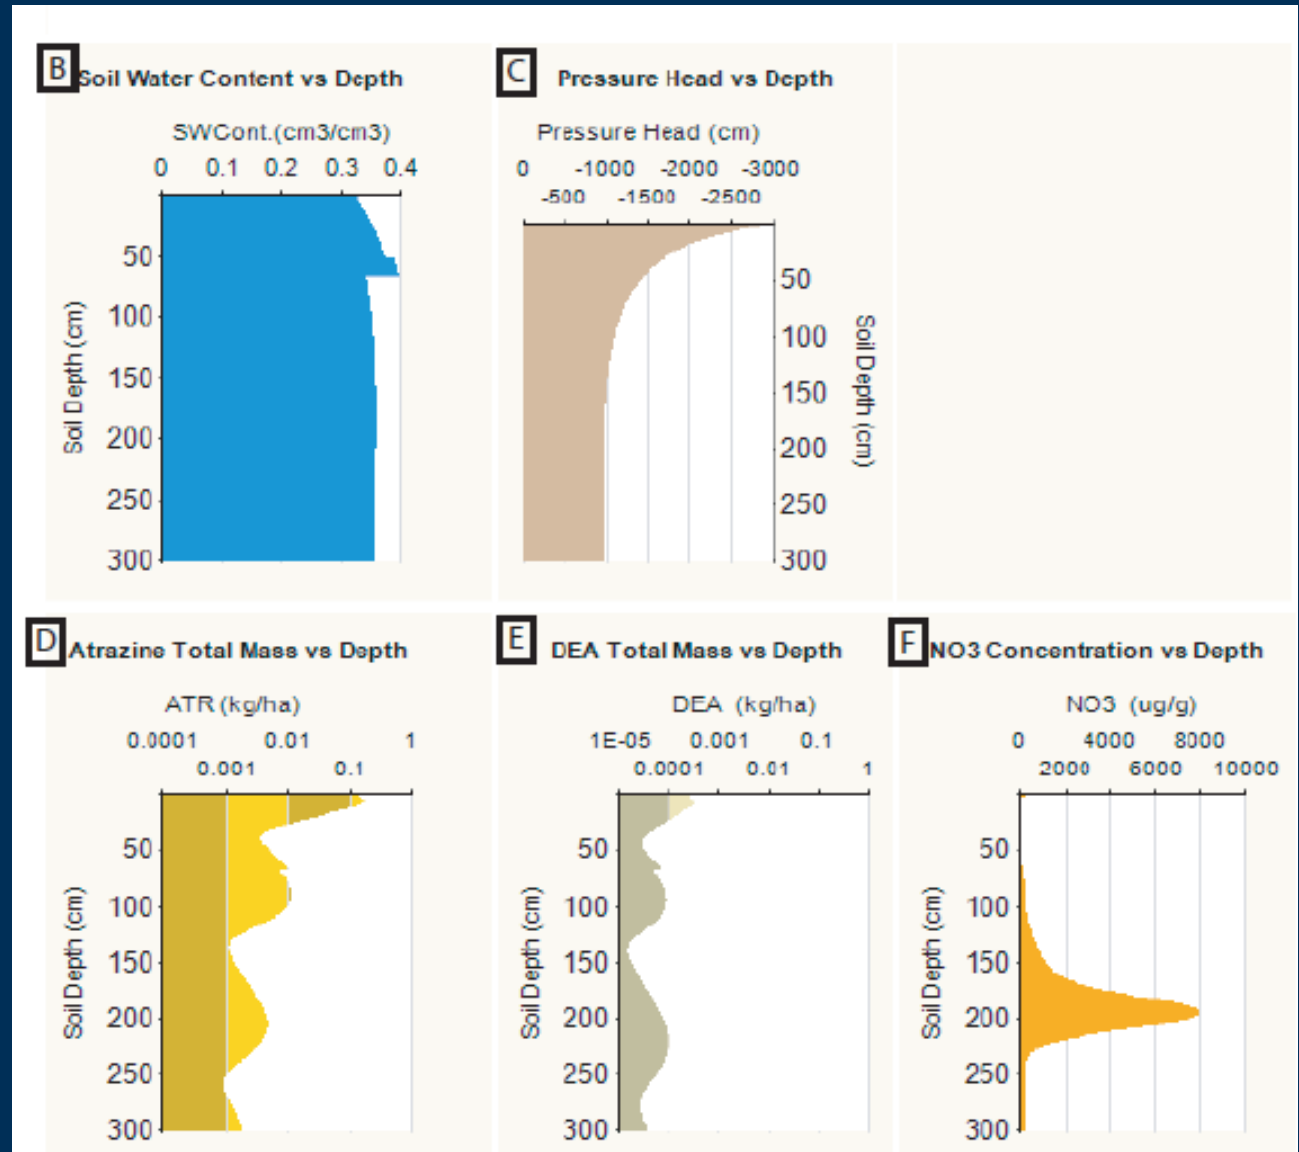 B Soil Water Content vs Depth
SWCont.(cm3/cm3)
0 0.1 0.2 0.3 0.4
50
100
150
200
250
300
Soil Depth (cm)
C Pressure Head vs Depth
Pressure Head (cm)
0 -1000 -2000 -3000
-500 -1500 -2500
50
100
150
200
250
300
Soil Depth (cm)
D Atrazine Total Mass vs Depth
ATR (kg/ha)
0.0001 0.01 1
0.001 0.1
50
100
150
200
250
300
Soil Depth (cm)
E DEA Total Mass vs Depth
DEA (kg/ha)
1E-05 0.001 0.1
0.0001 0.01 1
50
100
150
200
250
300
Soil Depth (cm)
F NO3 Concentration vs Depth
NO3 (ug/g)
0 4000 8000
2000 6000 10000
50
100
150
200
250
300
Soil Depth (cm)